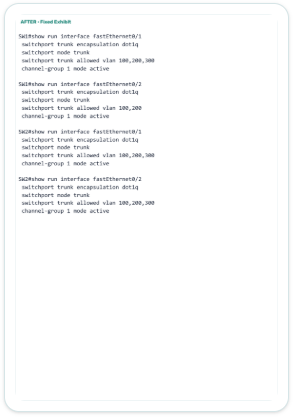 AFTER - Fixed Exhibit
SW1#show run interface fastEthernet0/1
switchport trunk encapsulation dot1q
switchport mode trunk
switchport trunk allowed vlan 100,200,300
channel-group 1 mode active
SW1#show run interface fastEthernet0/2
switchport trunk encapsulation dot1q
switchport mode trunk
switchport trunk allowed vlan 100,200
channel-group 1 mode active
SW2#show run interface fastEthernet0/1
switchport trunk encapsulation dot1q
switchport mode trunk
switchport trunk allowed vlan 100,200,300
channel-group 1 mode active
SW2#show run interface fastEthernet0/2
switchport trunk encapsulation dot1q
switchport mode trunk
switchport trunk allowed vlan 100,200,300
channel-group 1 mode active